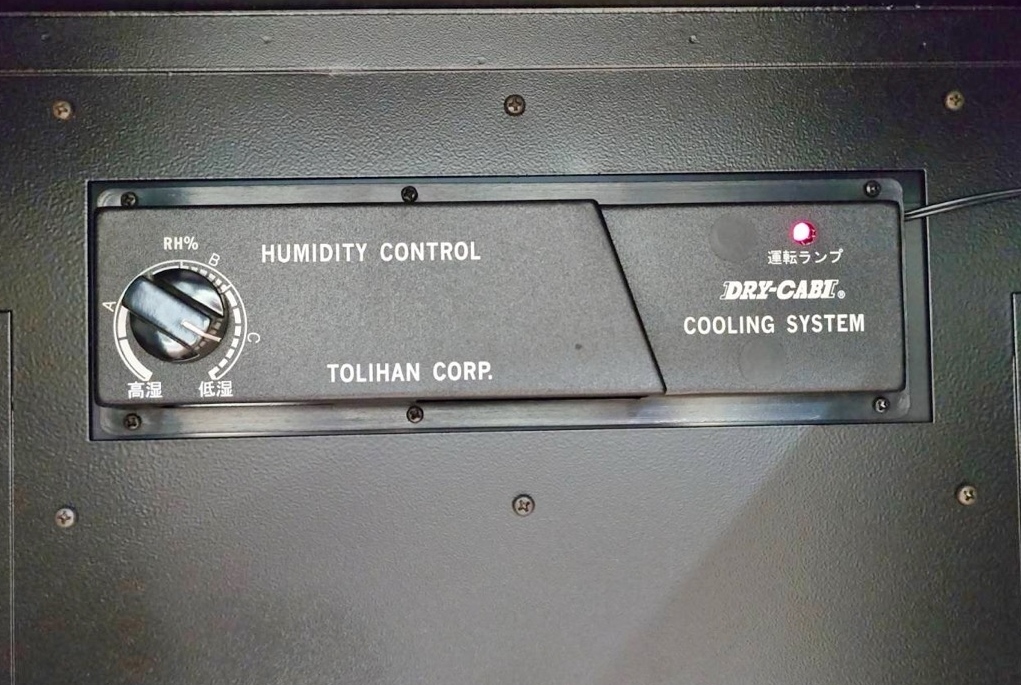 RH%
A
B
C
高湿
低湿
HUMIDITY CONTROL
TOLIHAN CORP.
運転ランプ
DRY-CABI®
COOLING SYSTEM